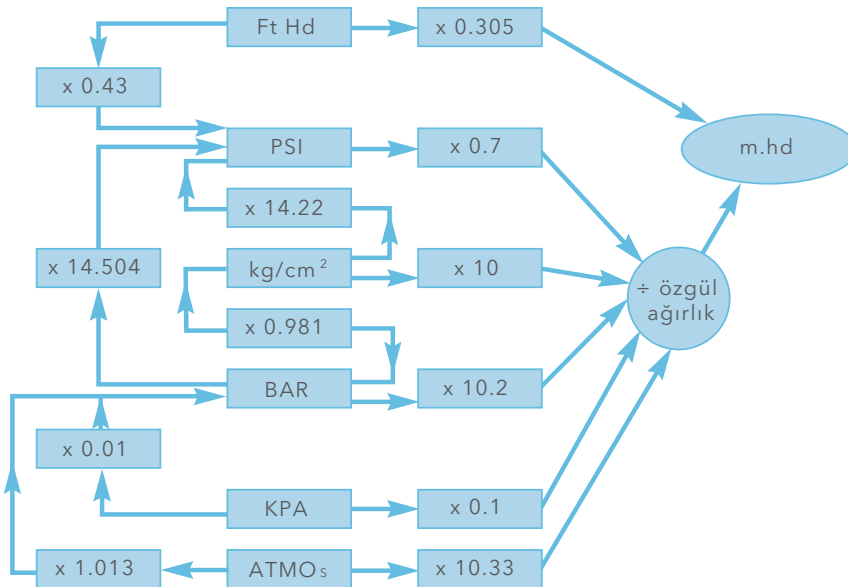 Ft Hd
x 0.305
x 0.43
m.hd
PSI
x 0.7
x 14.22
x 14.504
kg/cm²
x 10
÷ özgül
ağırlık
x 0.981
BAR
x 10.2
x 0.01
KPA
x 0.1
x 1.013
ATMOs
x 10.33